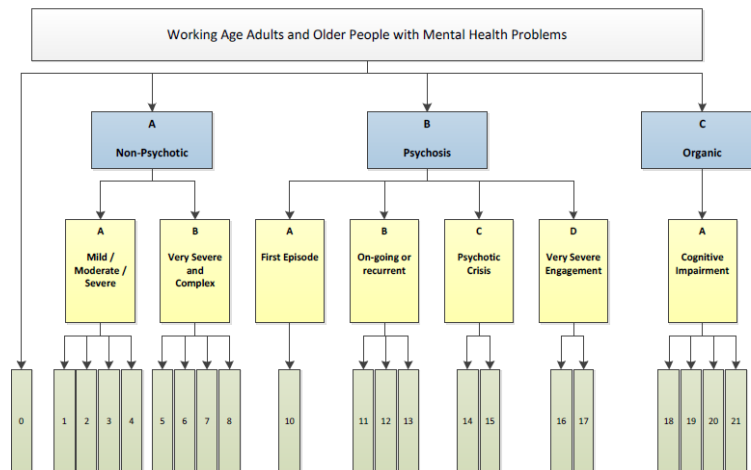 Working Age Adults and Older People with Mental Health Problems
A
Non-Psychotic
B
Psychosis
C
Organic
A
Mild /
Moderate /
Severe
B
Very Severe
and
Complex
A
First Episode
B
On-going or
recurrent
C
Psychotic
Crisis
D
Very Severe
Engagement
A
Cognitive
Impairment
0
1
2
3
4
5
6
7
8
10
11
12
13
14
15
16
17
18
19
20
21